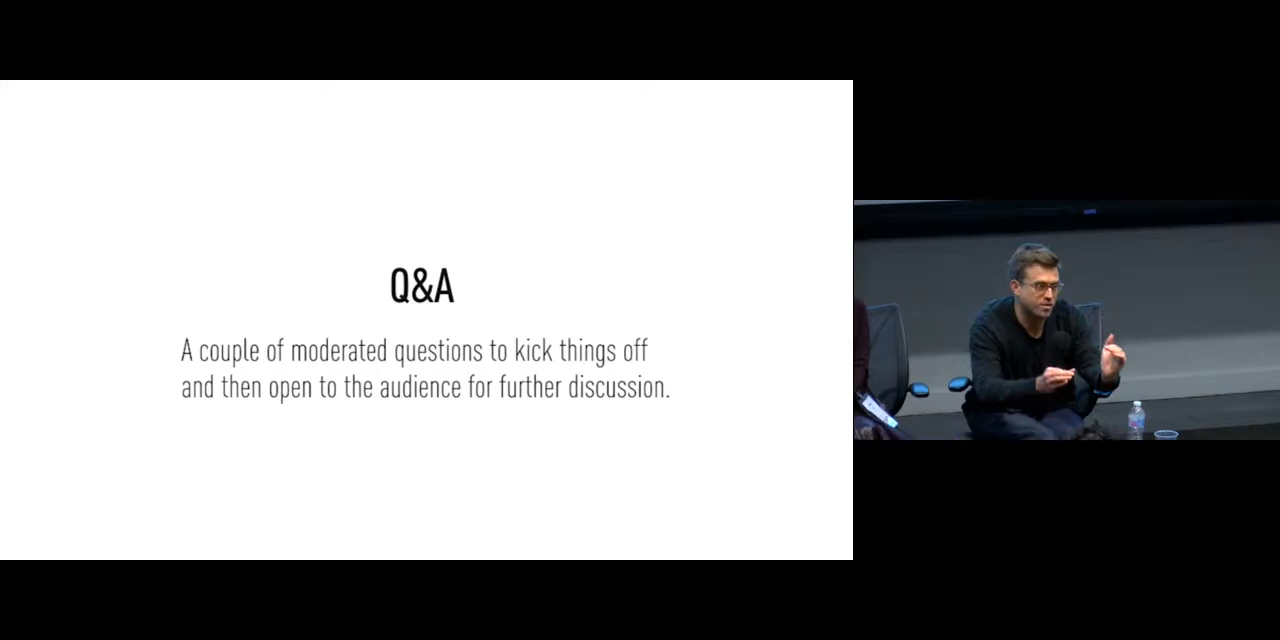 Q&A
A couple of moderated questions to kick things off
and then open to the audience for further discussion.